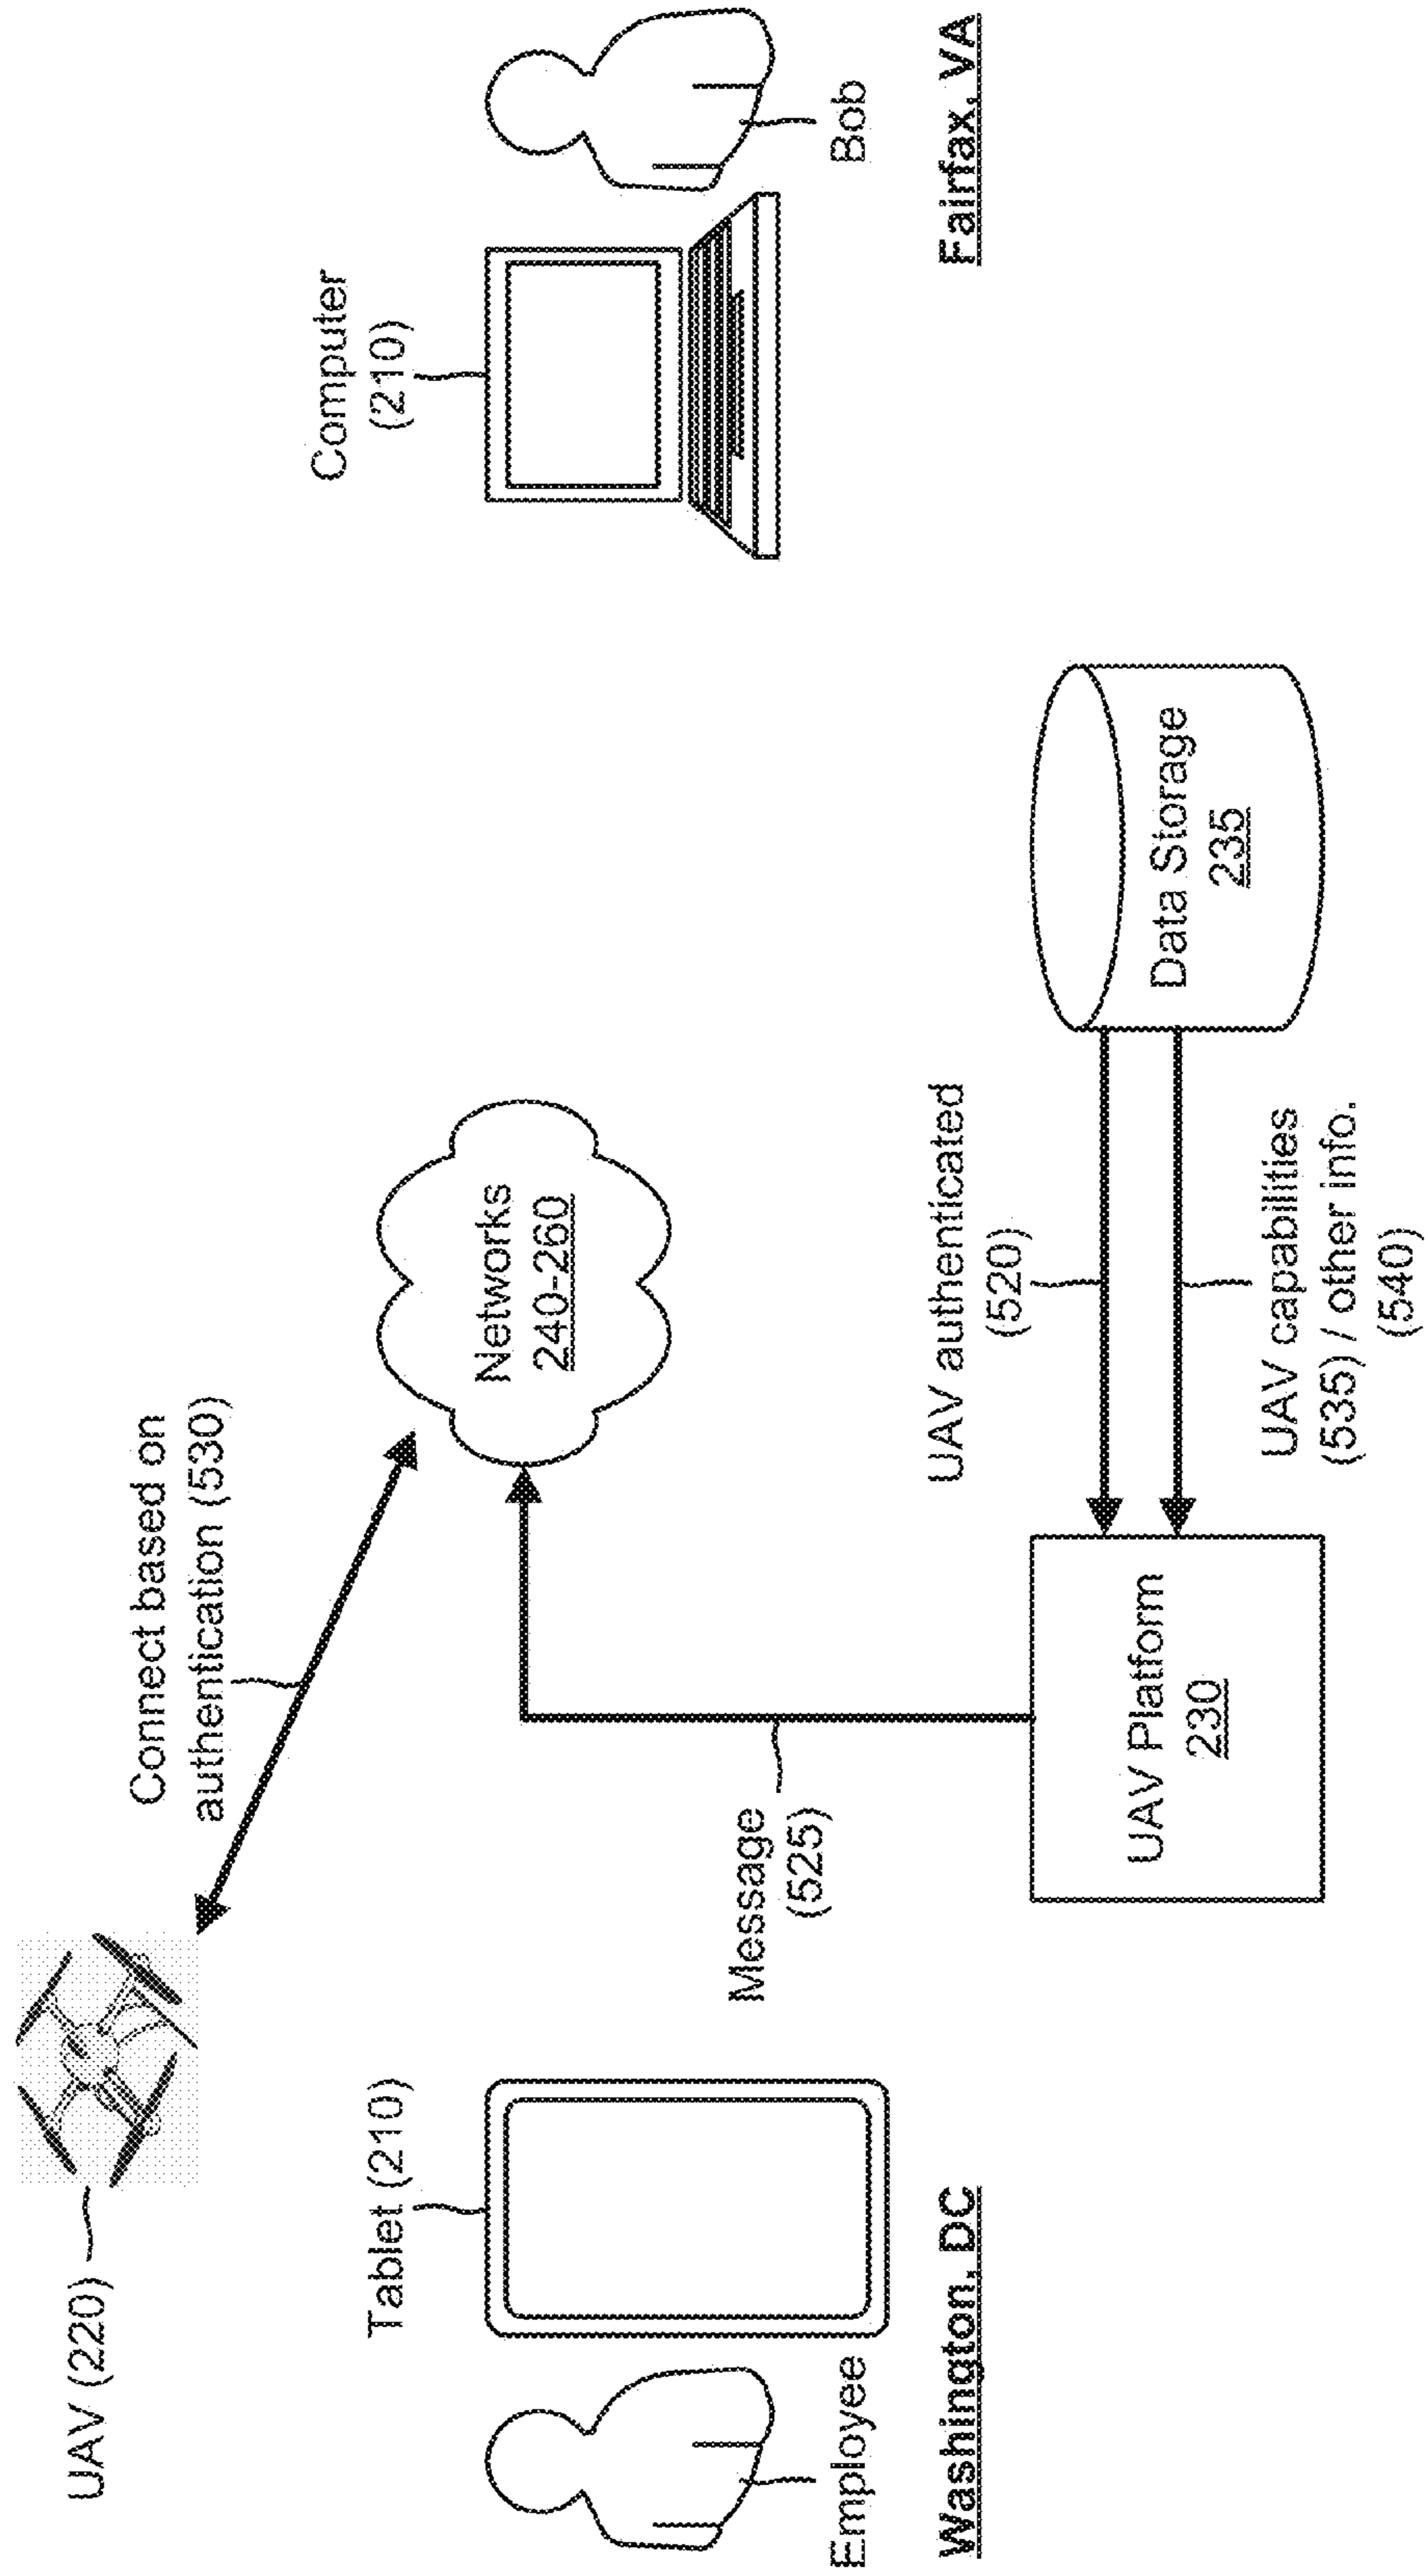 UAV (220)
Connect based on
authentication (530)
Tablet (210)
Computer
(210)
Networks
240-260
Message
(525)
Employee
Bob
Washington, DC
Fairfax, VA
UAV authenticated
(520)
UAV Platform
230
Data Storage
235
UAV capabilities
(535) / other info.
(540)